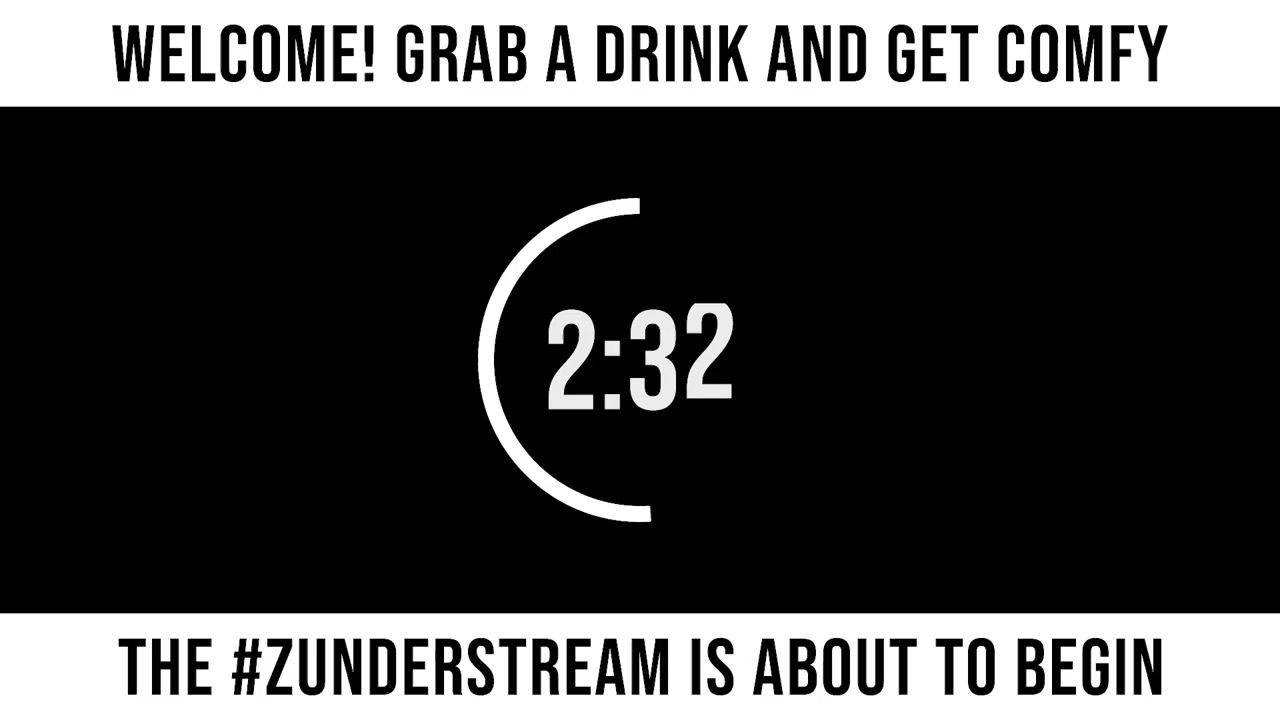 WELCOME! GRAB A DRINK AND GET COMFY
2:32
THE #ZUNDERSTREAM IS ABOUT TO BEGIN